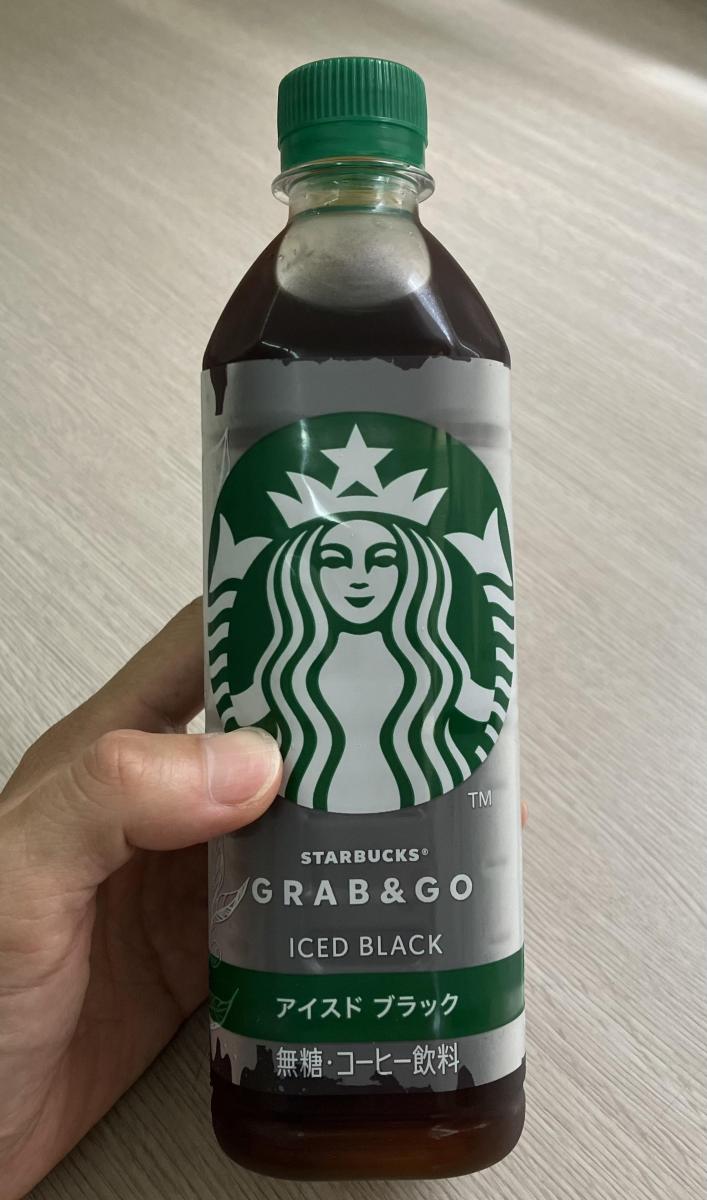 TM
STARBUCKS®
GRAB&GO
ICED BLACK
アイスド ブラック
無糖・コーヒー飲料